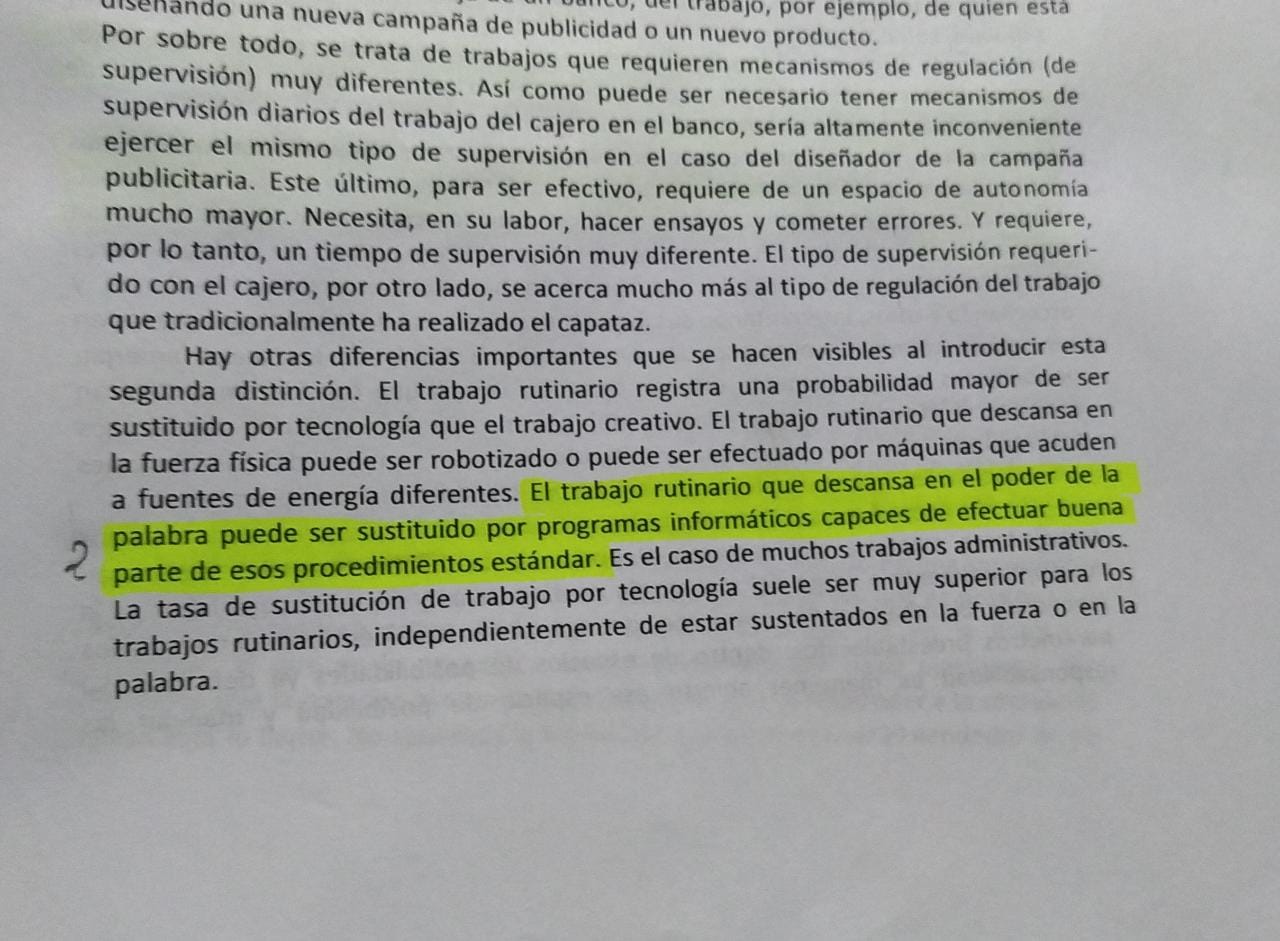 un banco, del trabajo, por ejemplo, de quien está
diseñando una nueva campaña de publicidad o un nuevo producto.
Por sobre todo, se trata de trabajos que requieren mecanismos de regulación (de
supervisión) muy diferentes. Así como puede ser necesario tener mecanismos de
supervisión diarios del trabajo del cajero en el banco, sería altamente inconveniente
ejercer el mismo tipo de supervisión en el caso del diseñador de la campaña
publicitaria. Este último, para ser efectivo, requiere de un espacio de autonomía
mucho mayor. Necesita, en su labor, hacer ensayos y cometer errores. Y requiere,
por lo tanto, un tiempo de supervisión muy diferente. El tipo de supervisión requeri-
do con el cajero, por otro lado, se acerca mucho más al tipo de regulación del trabajo
que tradicionalmente ha realizado el capataz.
Hay otras diferencias importantes que se hacen visibles al introducir esta
segunda distinción. El trabajo rutinario registra una probabilidad mayor de ser
sustituido por tecnología que el trabajo creativo. El trabajo rutinario que descansa en
la fuerza física puede ser robotizado o puede ser efectuado por máquinas que acuden
a fuentes de energía diferentes. El trabajo rutinario que descansa en el poder de la
palabra puede ser sustituido por programas informáticos capaces de efectuar buena
2 parte de esos procedimientos estándar. Es el caso de muchos trabajos administrativos.
La tasa de sustitución de trabajo por tecnología suele ser muy superior para los
trabajos rutinarios, independientemente de estar sustentados en la fuerza o en la
palabra.